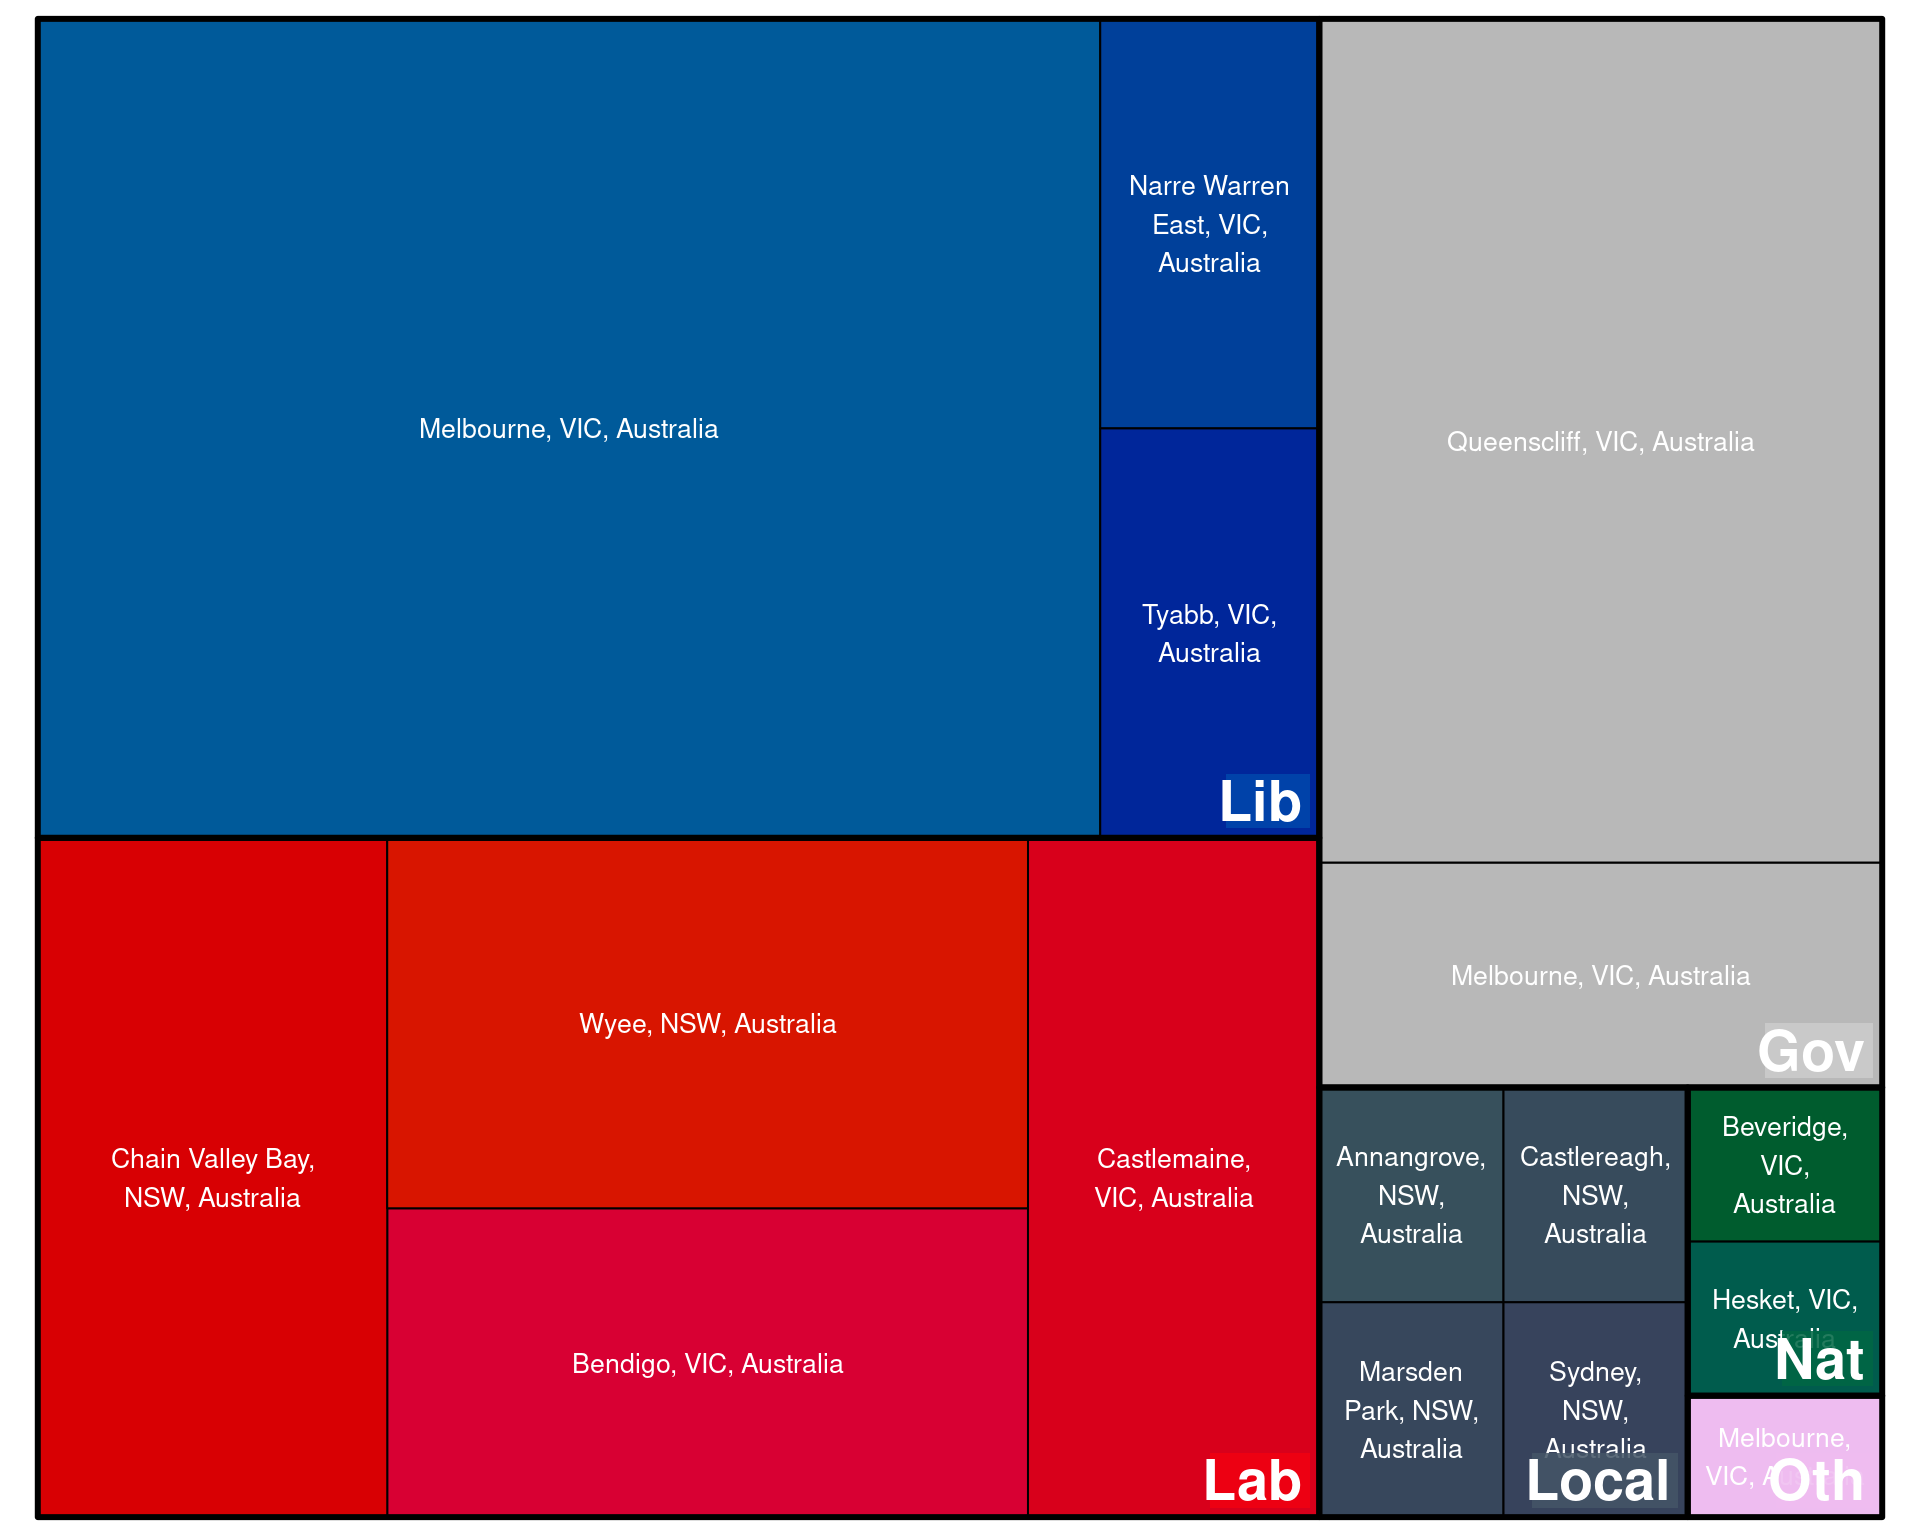 Melbourne, VIC, Australia
Narre Warren
East, VIC,
Australia
Tyabb, VIC,
Australia
Lib
Chain Valley Bay,
NSW, Australia
Wyee, NSW, Australia
Bendigo, VIC, Australia
Castlemaine,
VIC, Australia
Lab
Queenscliff, VIC, Australia
Melbourne, VIC, Australia
Gov
Annangrove,
NSW,
Australia
Castlereagh,
NSW,
Australia
Marsden
Park, NSW,
Australia
Sydney,
NSW,
Australia
Local
Beveridge,
VIC,
Australia
Hesket, VIC,
Australia
Nat
Melbourne,
VIC,
Oth